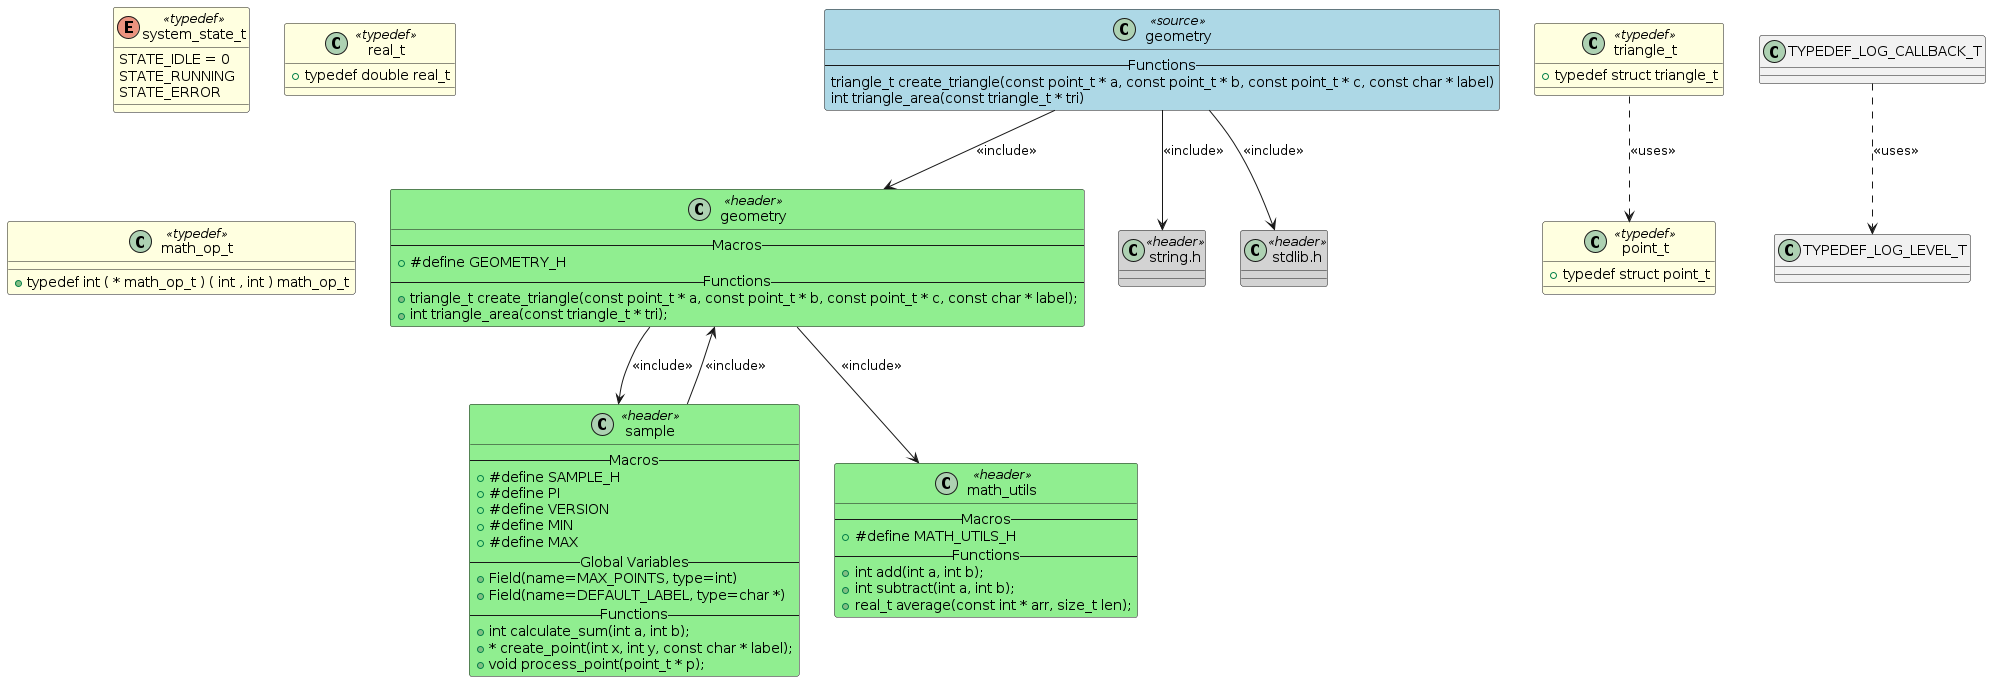 E
«typedef»
system_state_t
STATE_IDLE = 0
STATE_RUNNING
STATE_ERROR
C
«typedef»
real_t
typedef double real_t
C
«source»
geometry
Functions
triangle_t create_triangle(const point_t * a, const point_t * b, const point_t * c, const char * label)
int triangle_area(const triangle_t * tri)
C
«typedef»
triangle_t
typedef struct triangle_t
C
TYPEDEF_LOG_CALLBACK_T
«include»
«include»
«include»
«uses»
«uses»
C
«typedef»
math_op_t
typedef int ( * math_op_t ) ( int , int ) math_op_t
C
«header»
geometry
Macros
#define GEOMETRY_H
Functions
triangle_t create_triangle(const point_t * a, const point_t * b, const point_t * c, const char * label);
int triangle_area(const triangle_t * tri);
C
«header»
string.h
C
«header»
stdlib.h
C
«typedef»
point_t
typedef struct point_t
C
TYPEDEF_LOG_LEVEL_T
«include»
«include»
«include»
C
«header»
sample
Macros
#define SAMPLE_H
#define PI
#define VERSION
#define MIN
#define MAX
Global Variables
Field(name=MAX_POINTS, type=int)
Field(name=DEFAULT_LABEL, type=char *)
Functions
int calculate_sum(int a, int b);
* create_point(int x, int y, const char * label);
void process_point(point_t * p);
C
«header»
math_utils
Macros
#define MATH_UTILS_H
Functions
int add(int a, int b);
int subtract(int a, int b);
real_t average(const int * arr, size_t len);